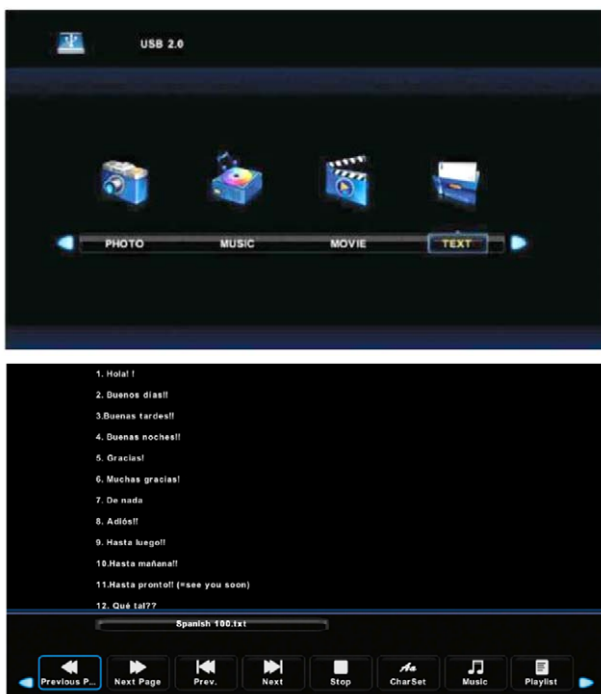 USB 2.0
PHOTO MUSIC MOVIE TEXT
1. Hola! !
2. Buenos días!!
3.Buenas tardes!!
4. Buenas noches!!
5. Gracias!
6. Muchas gracias!
7. De nada
8. Adiós!!
9. Hasta luego!!
10.Hasta mañana!!
11.Hasta pronto!! (=see you soon)
12. Qué tal??
Spanish 100.txt
Previous P... Next Page Prev. Next Stop Aa CharSet Music Playlist